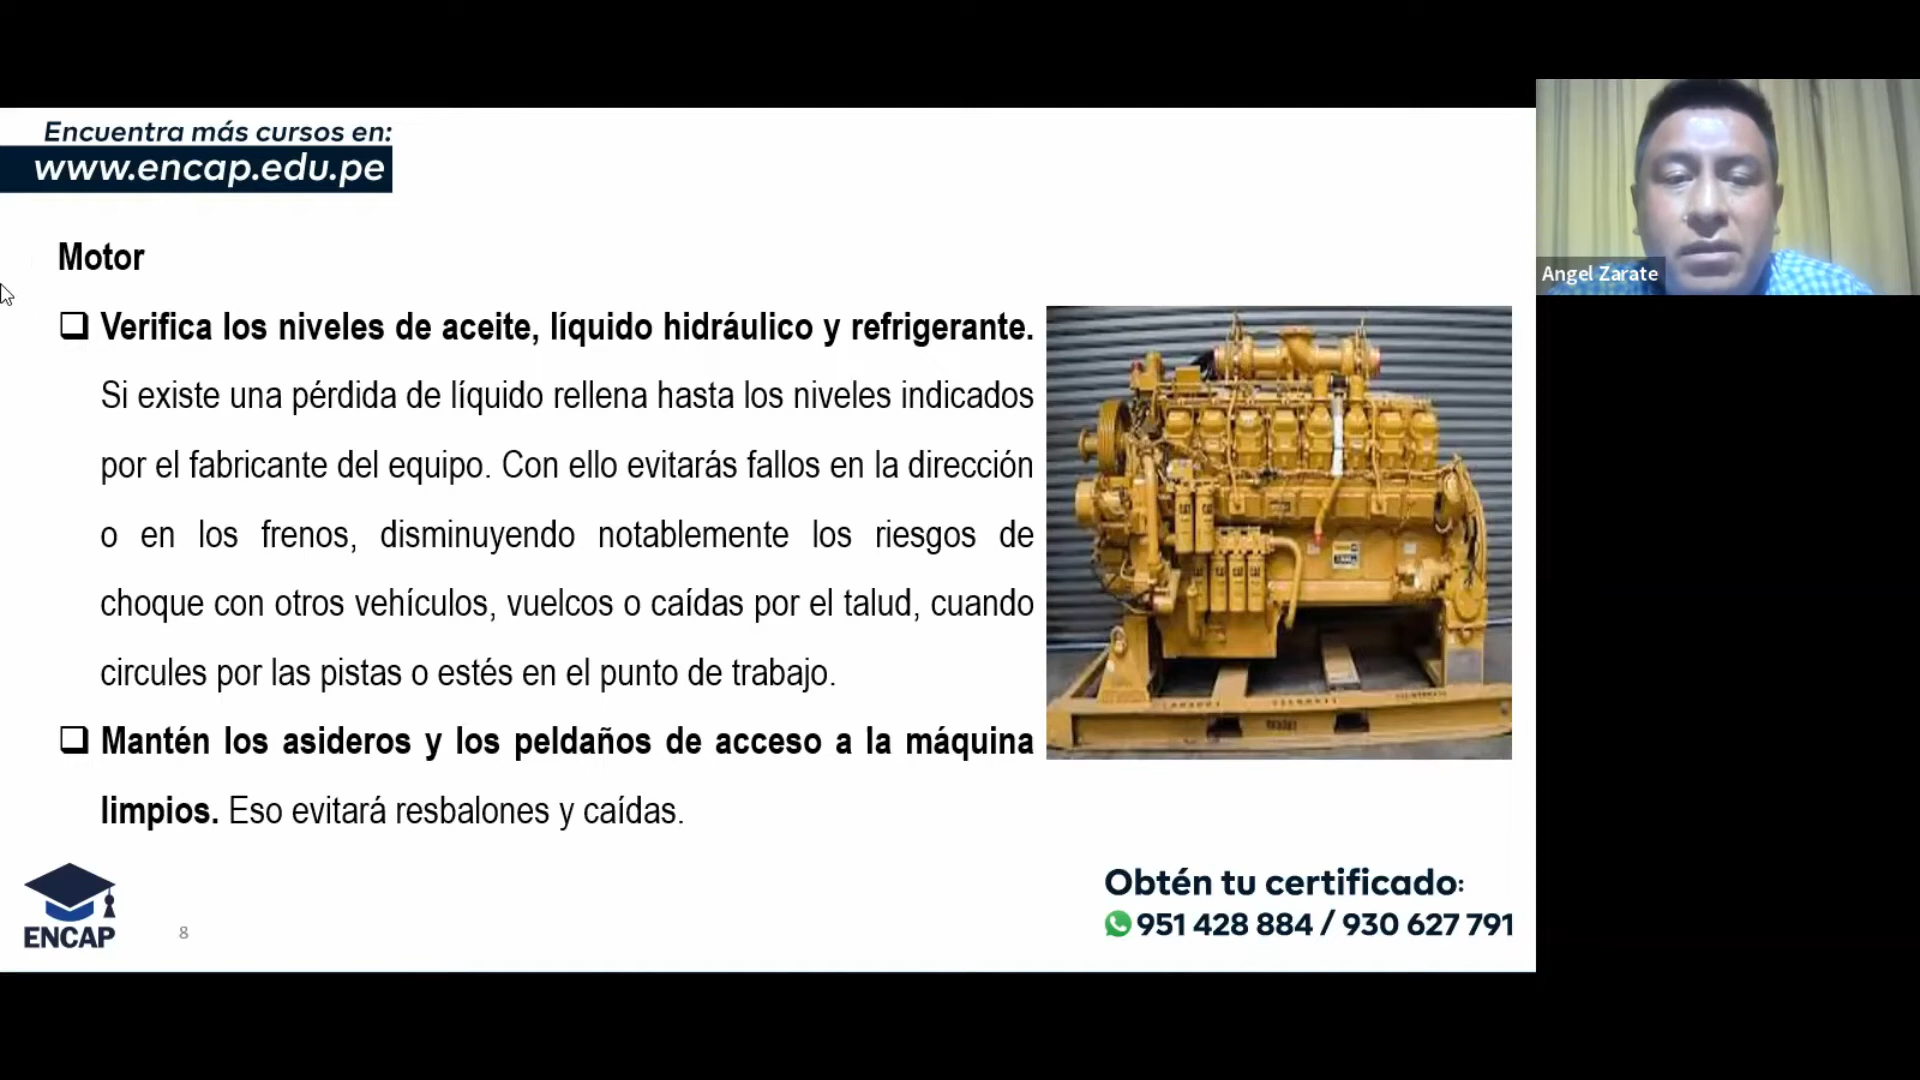 Encuentra más cursos en:
www.encap.edu.pe
Angel Zarate
Motor
Verifica los niveles de aceite, líquido hidráulico y refrigerante.
Si existe una pérdida de líquido rellena hasta los niveles indicados
por el fabricante del equipo. Con ello evitarás fallos en la dirección
o en los frenos, disminuyendo notablemente los riesgos de
choque con otros vehículos, vuelcos o caídas por el talud, cuando
circules por las pistas o estés en el punto de trabajo.
Mantén los asideros y los peldaños de acceso a la máquina
limpios. Eso evitará resbalones y caídas.
ENCAP
8
Obtén tu certificado:
951 428 884 / 930 627 791